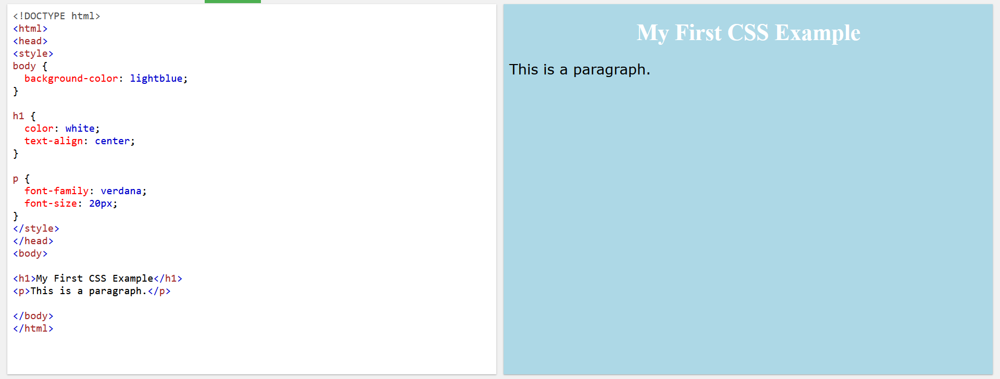 <!DOCTYPE html>
<html>
<head>
<style>
body {
  background-color: lightblue;
}

h1 {
  color: white;
  text-align: center;
}

p {
  font-family: verdana;
  font-size: 20px;
}
</style>
</head>
<body>

<h1>My First CSS Example</h1>
<p>This is a paragraph.</p>

</body>
</html>
My First CSS Example
This is a paragraph.